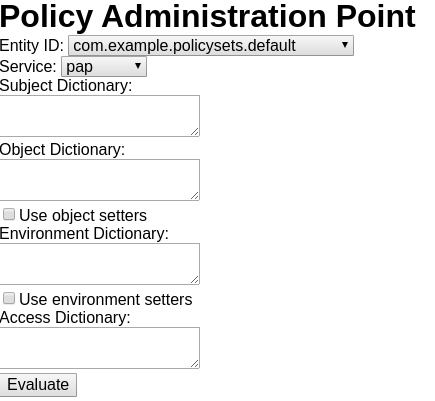 Policy Administration Point
Entity ID: com.example.policysets.default
Service: pap
Subject Dictionary:
Object Dictionary:
Use object setters
Environment Dictionary:
Use environment setters
Access Dictionary:
Evaluate